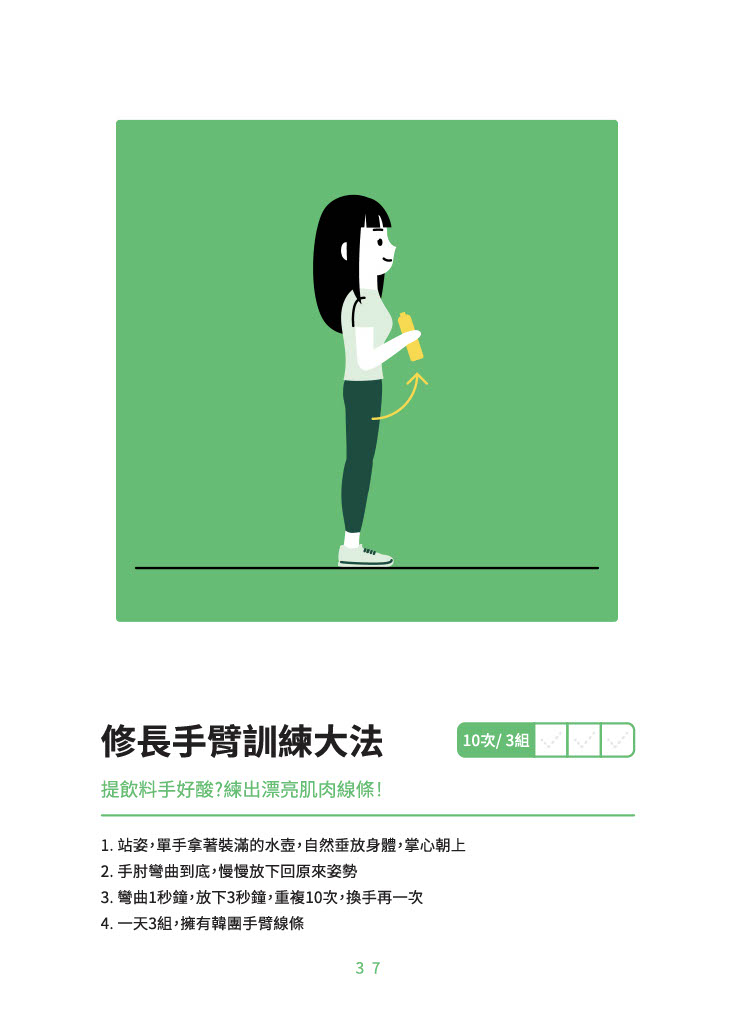 修長手臂訓練大法
10次/ 3組
提飲料手好酸?練出漂亮肌肉線條!
1. 站姿,單手拿著裝滿的水壺,自然垂放身體,掌心朝上
2. 手肘彎曲到底,慢慢放下回原來姿勢
3. 彎曲1秒鐘,放下3秒鐘,重複10次,換手再一次
4. 一天3組,擁有韓團手臂線條
37